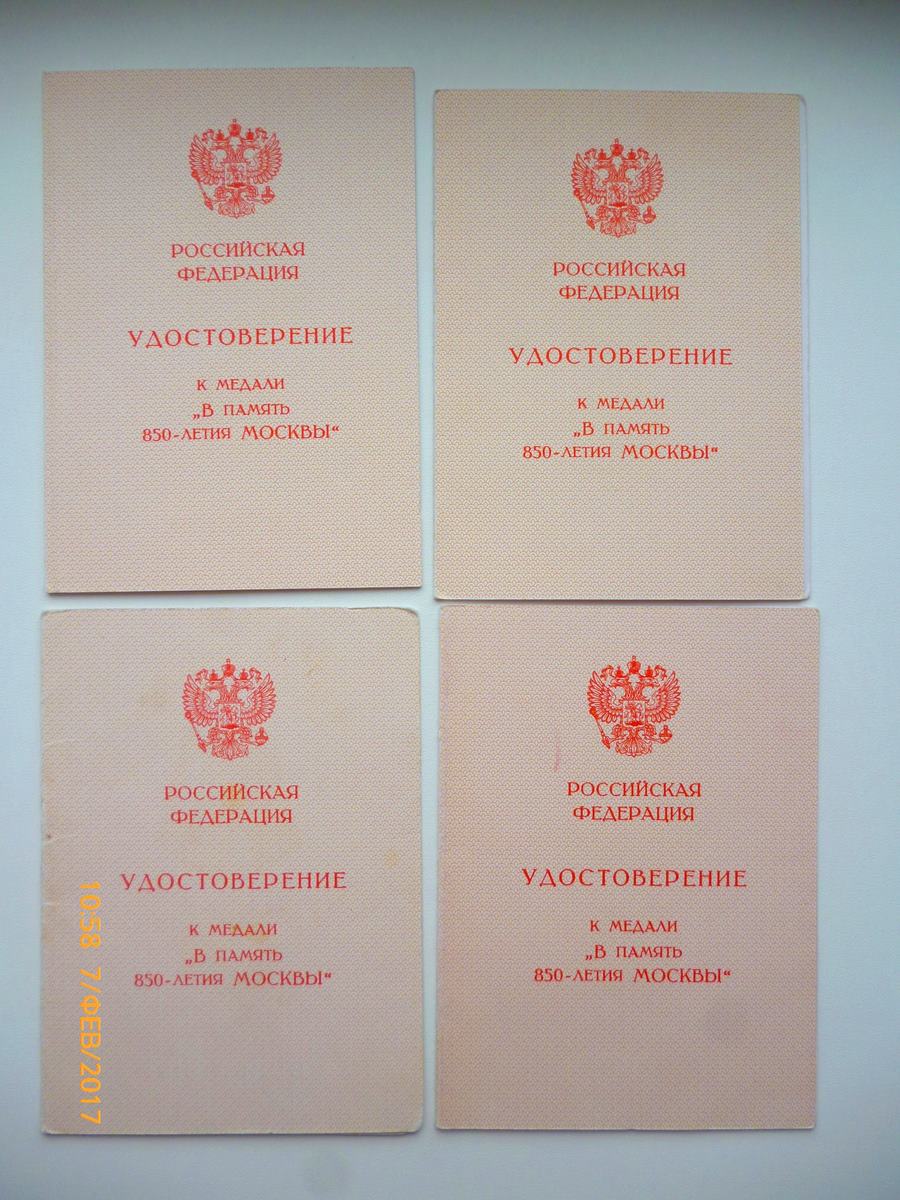 РОССИЙСКАЯ
ФЕДЕРАЦИЯ
УДОСТОВЕРЕНИЕ
К МЕДАЛИ
„В ПАМЯТЬ
850-ЛЕТИЯ МОСКВЫ“
РОССИЙСКАЯ
ФЕДЕРАЦИЯ
УДОСТОВЕРЕНИЕ
К МЕДАЛИ
„В ПАМЯТЬ
850-ЛЕТИЯ МОСКВЫ“
РОССИЙСКАЯ
ФЕДЕРАЦИЯ
УДОСТОВЕРЕНИЕ
К МЕДАЛИ
„В ПАМЯТЬ
850-ЛЕТИЯ МОСКВЫ“
РОССИЙСКАЯ
ФЕДЕРАЦИЯ
УДОСТОВЕРЕНИЕ
К МЕДАЛИ
„В ПАМЯТЬ
850-ЛЕТИЯ МОСКВЫ“
10:58 7/ФЕВ/2017